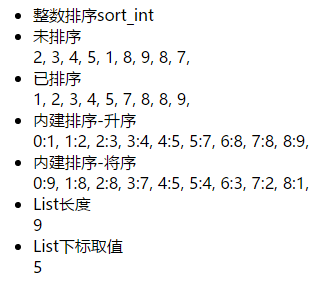 整数排序sort_int
未排序
2, 3, 4, 5, 1, 8, 9, 8, 7,
已排序
1, 2, 3, 4, 5, 7, 8, 8, 9,
内建排序-升序
0:1, 1:2, 2:3, 3:4, 4:5, 5:7, 6:8, 7:8, 8:9,
内建排序-将序
0:9, 1:8, 2:8, 3:7, 4:5, 5:4, 6:3, 7:2, 8:1,
List长度
9
List下标取值
5